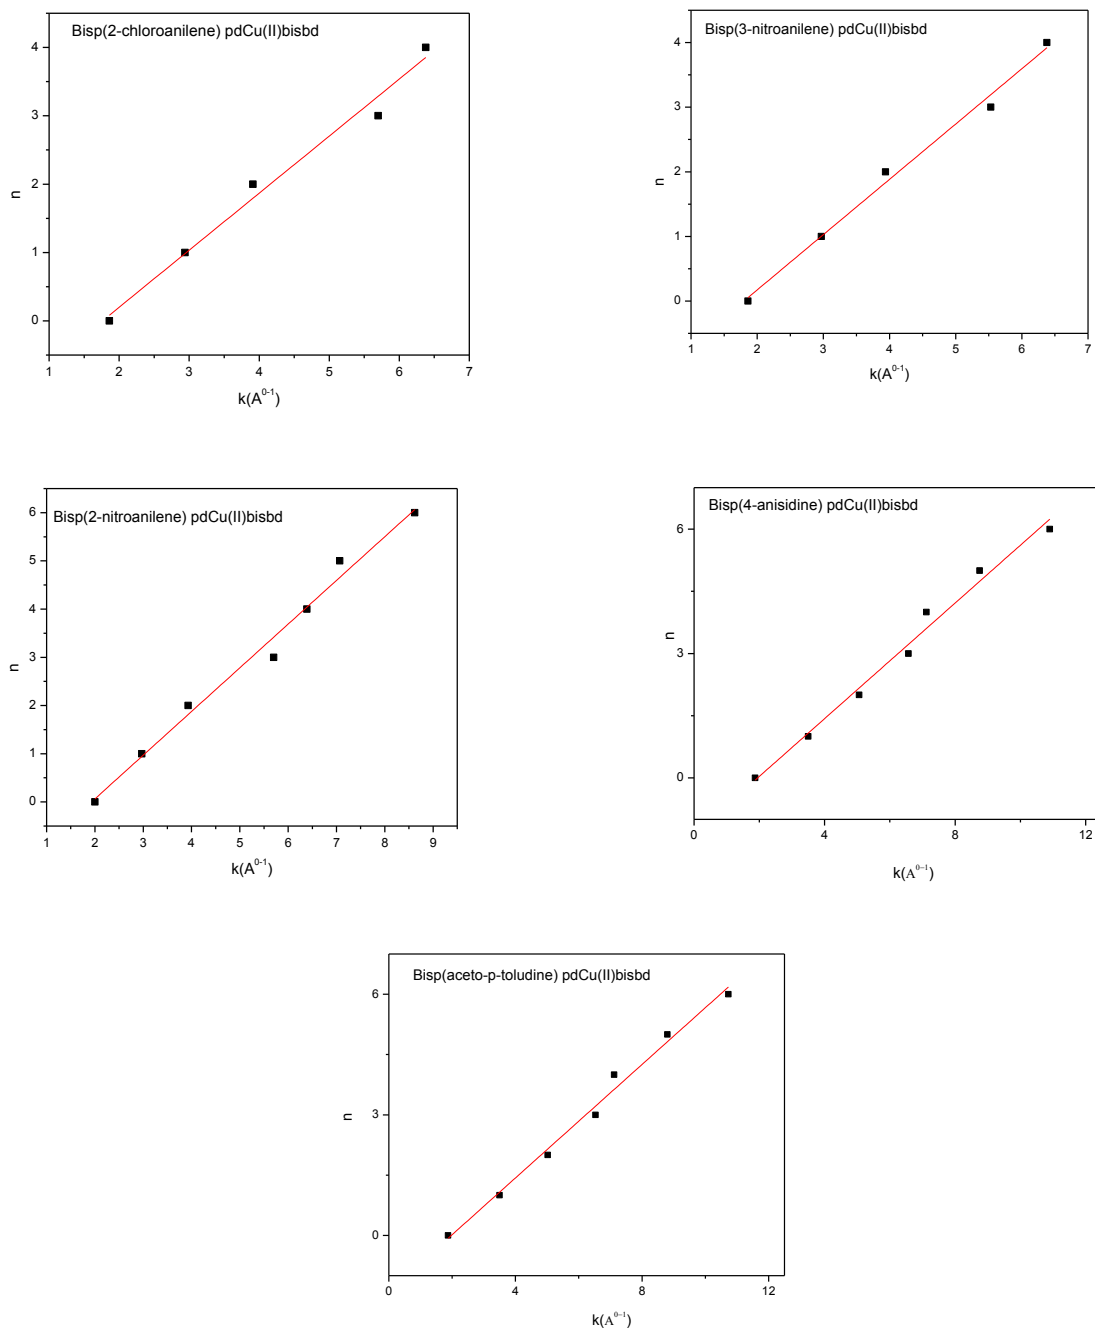 Bisp(2-chloroanilene) pdCu(II)bisbd
4
3
2
1
0
n
1 2 3 4 5 6 7
k(A⁰⁻¹)
Bisp(3-nitroanilene) pdCu(II)bisbd
4
3
2
1
0
n
1 2 3 4 5 6 7
k(A⁰⁻¹)
Bisp(2-nitroanilene) pdCu(II)bisbd
6
5
4
3
2
1
0
n
1 2 3 4 5 6 7 8 9
k(A⁰⁻¹)
Bisp(4-anisidine) pdCu(II)bisbd
6
3
0
n
0 4 8 12
k(A⁰⁻¹)
Bisp(aceto-p-toludine) pdCu(II)bisbd
6
3
0
n
4 8 12
k(A⁰⁻¹)